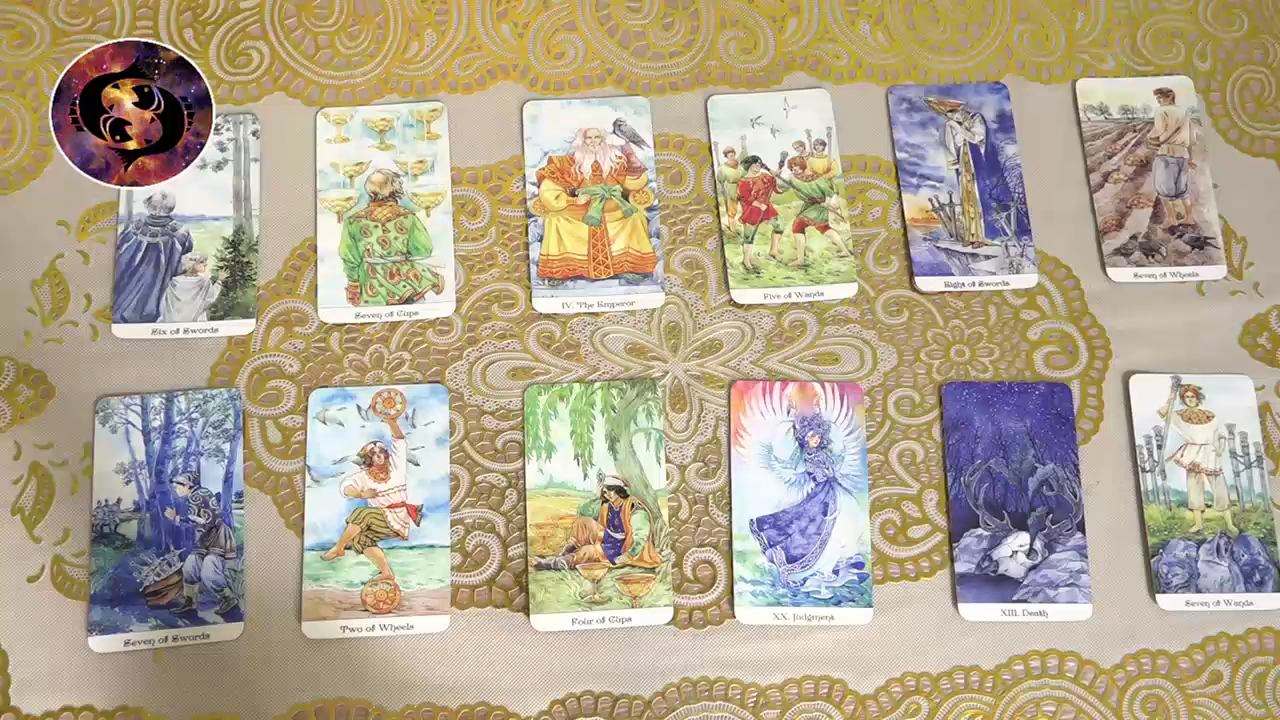 Six of Swords
Seven of Cups
IV. The Emperor
Five of Wands
Eight of Swords
Seven of Wheels
Seven of Swords
Two of Wheels
Four of Cups
XX. Judgment
XIII. Death
Seven of Wands